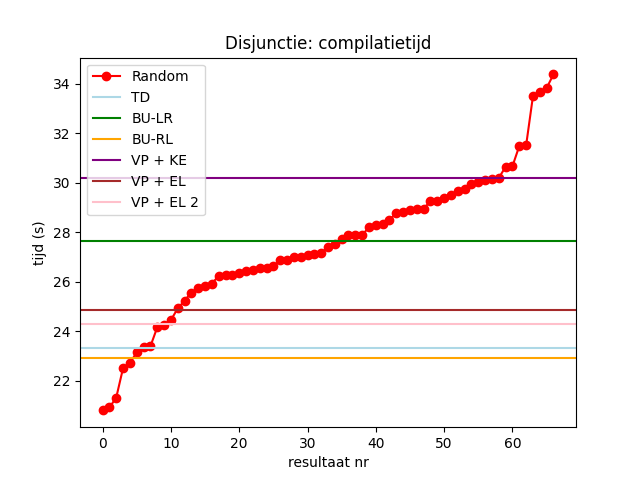 Disjunctie: compilatietijd
Random
TD
BU-LR
BU-RL
VP + KE
VP + EL
VP + EL 2
tijd (s)
34
32
30
28
26
24
22
0 10 20 30 40 50 60
resultaat nr